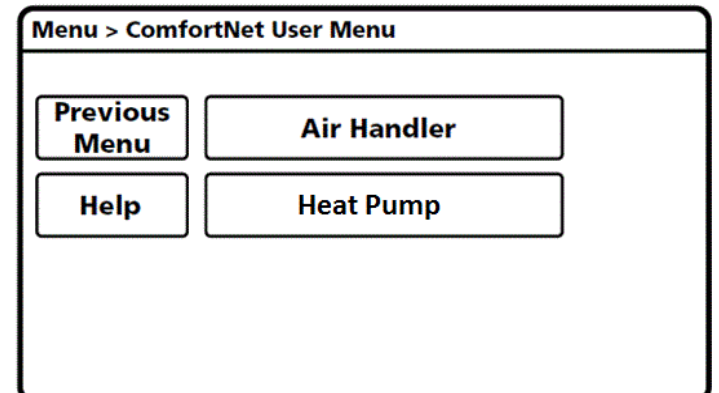 Menu > ComfortNet User Menu
Previous
Menu
Air Handler
Help
Heat Pump